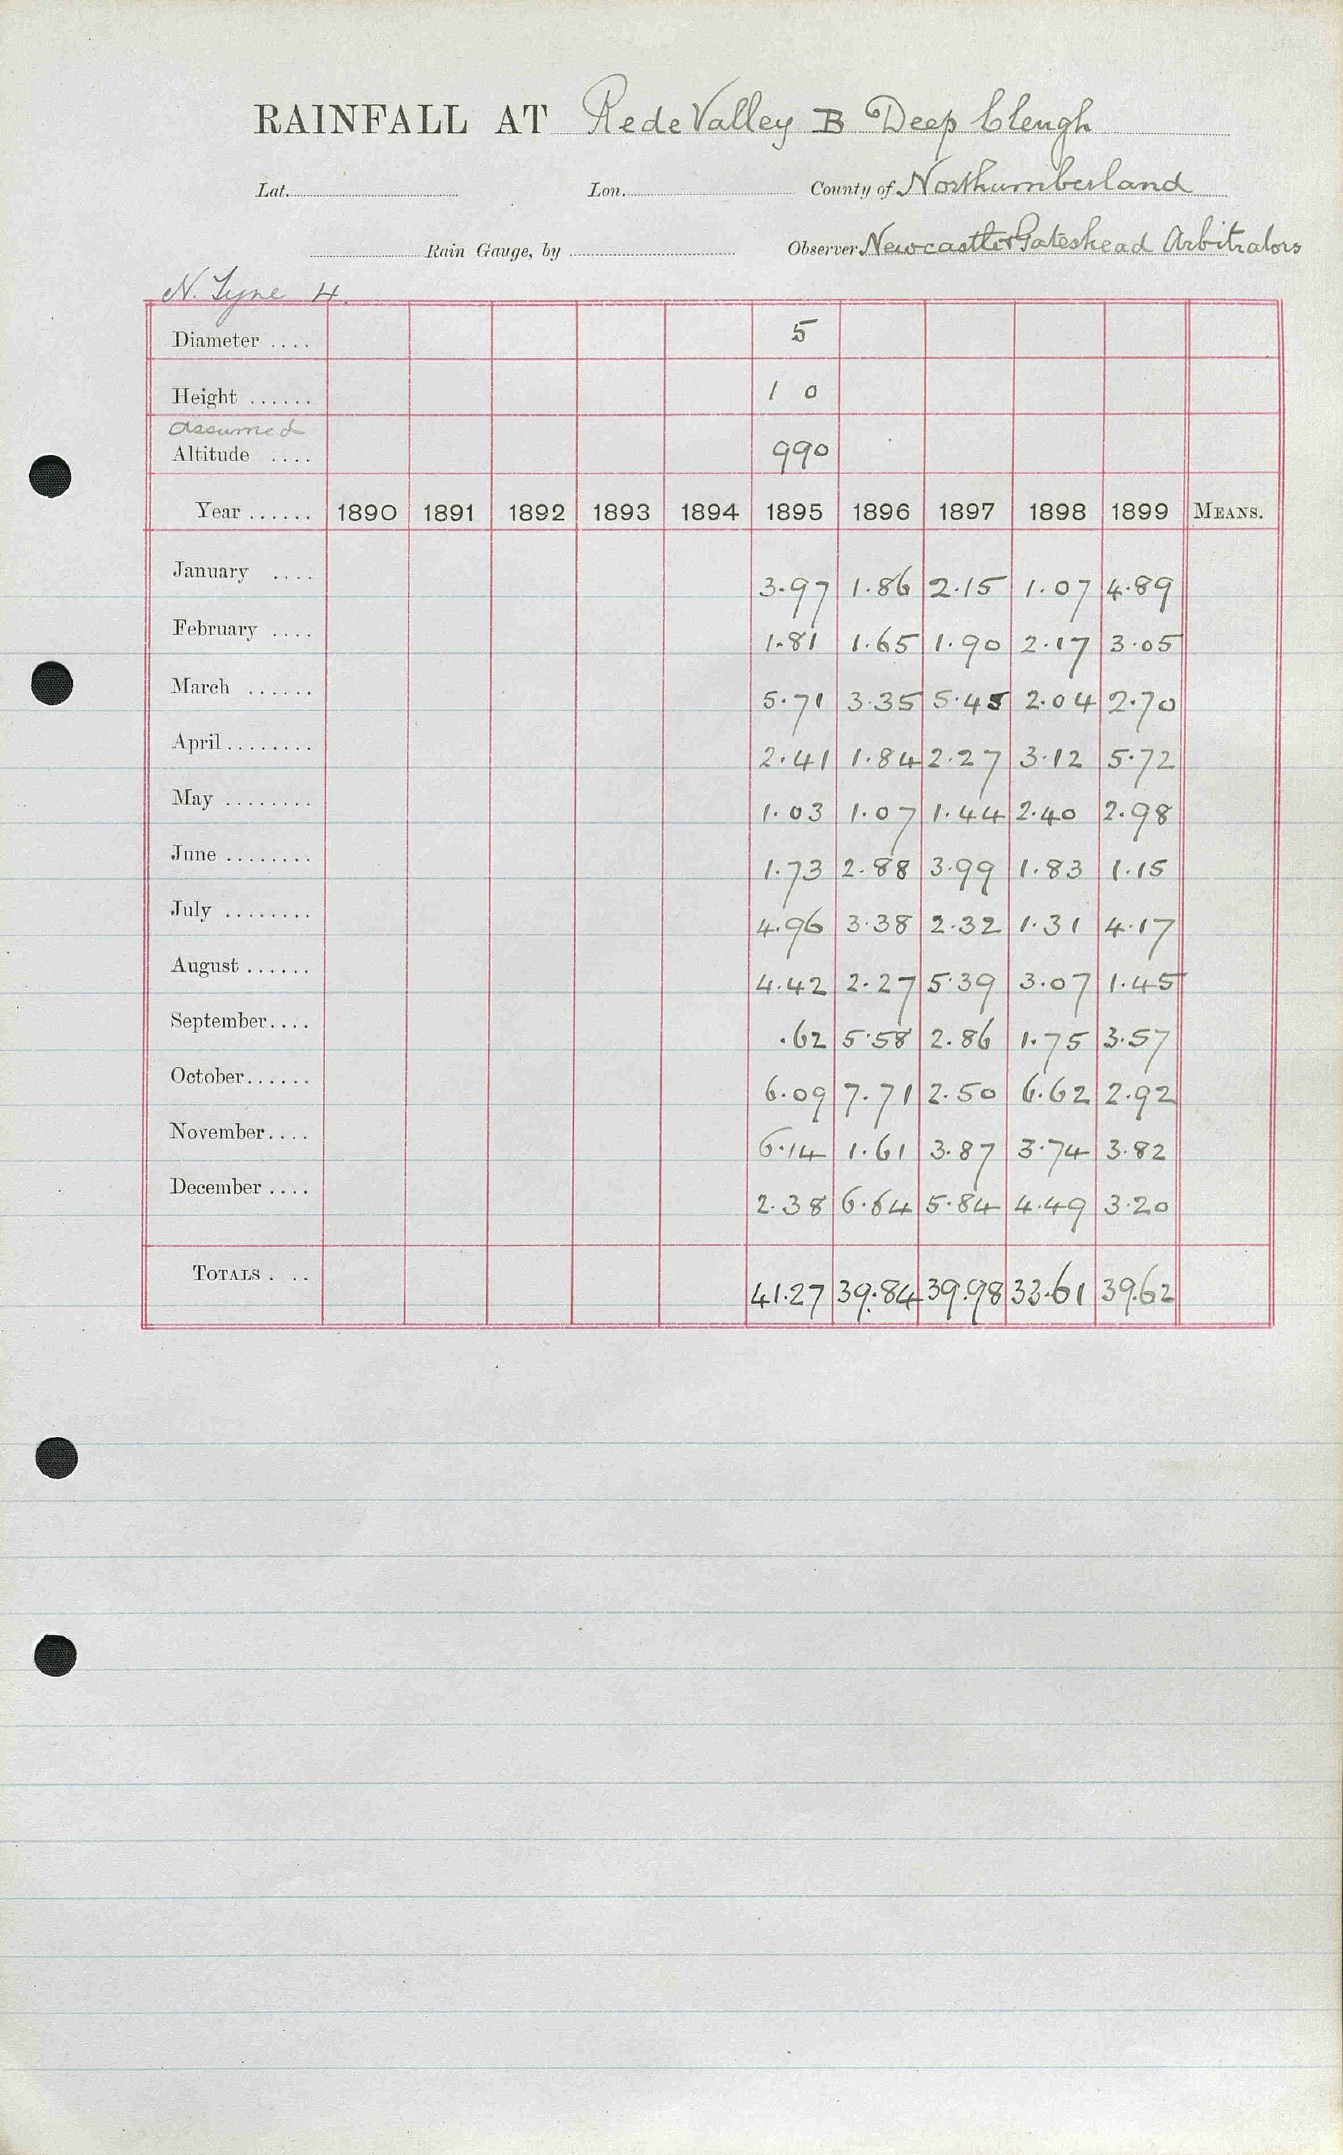 RAINFALL AT Rede Valley B Deep Cleugh
Lat. Lon. County of Northumberland
Rain Gauge, by Observer Newcastle & Gateshead Arbitrators
N. Tyne 4.
Diameter .... 5
Height ...... 1 0
Assumed
Altitude .... 990
Year ...... 1890 1891 1892 1893 1894 1895 1896 1897 1898 1899 MEANS.
January .... 3.97 1.86 2.15 1.07 4.89
February .... 1.81 1.65 1.90 2.17 3.05
March ...... 5.71 3.35 5.45 2.04 2.70
April ........ 2.41 1.84 2.27 3.12 5.72
May ........ 1.03 1.07 1.44 2.40 2.98
June ........ 1.73 2.88 3.99 1.83 1.15
July ........ 4.96 3.38 2.32 1.31 4.17
August ...... 4.42 2.27 5.39 3.07 1.45
September.... .62 5.58 2.86 1.75 3.57
October...... 6.09 7.71 2.50 6.62 2.92
November.... 6.14 1.61 3.87 3.74 3.82
December .... 2.38 6.64 5.84 4.49 3.20
TOTALS . .. 41.27 39.84 39.98 33.61 39.62